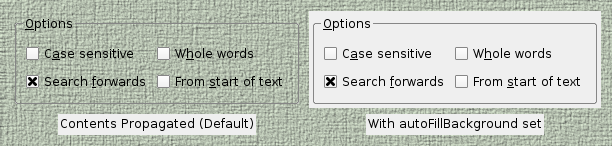 Options
Case sensitive Whole words
Search forwards From start of text
Contents Propagated (Default)
Options
Case sensitive Whole words
Search forwards From start of text
With autoFillBackground set